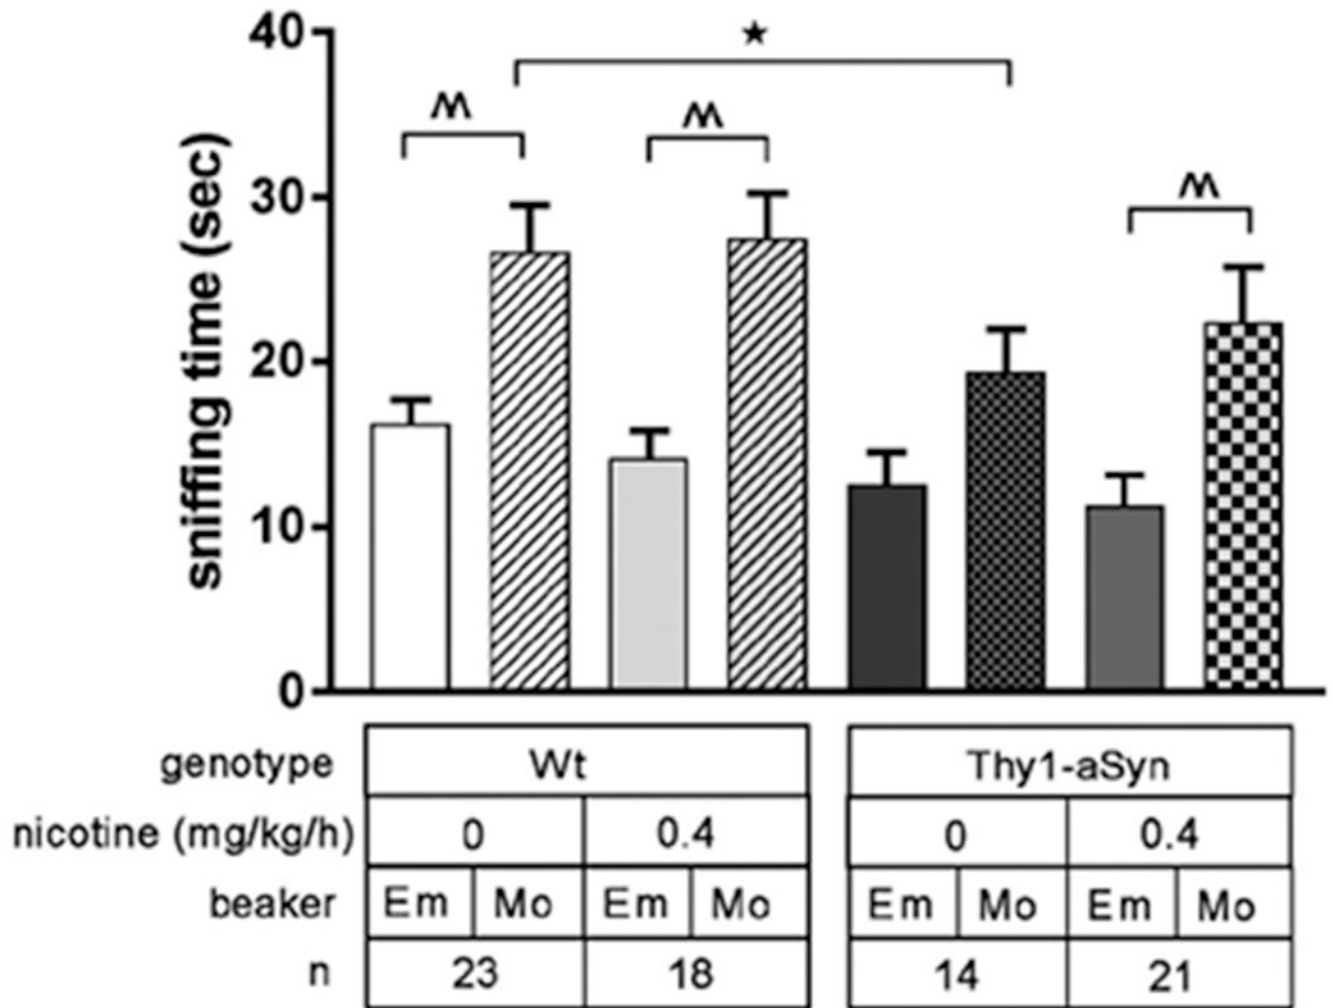 40
★
ʍ ʍ
30
ʍ
20
10
0
sniffing time (sec)
genotype Wt Thy1-aSyn
nicotine (mg/kg/h) 0 0.4 0 0.4
beaker Em Mo Em Mo Em Mo Em Mo
n 23 18 14 21